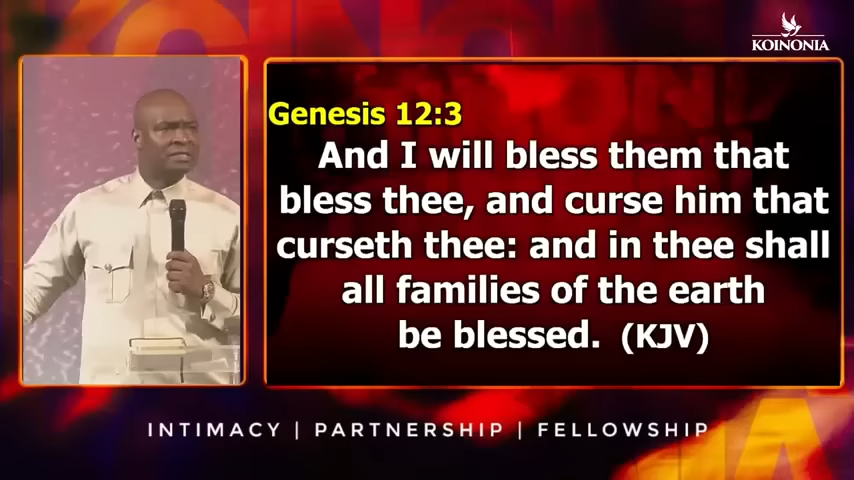 KOINONIA
Genesis 12:3
And I will bless them that
bless thee, and curse him that
curseth thee: and in thee shall
all families of the earth
be blessed. (KJV)
INTIMACY | PARTNERSHIP | FELLOWSHIP